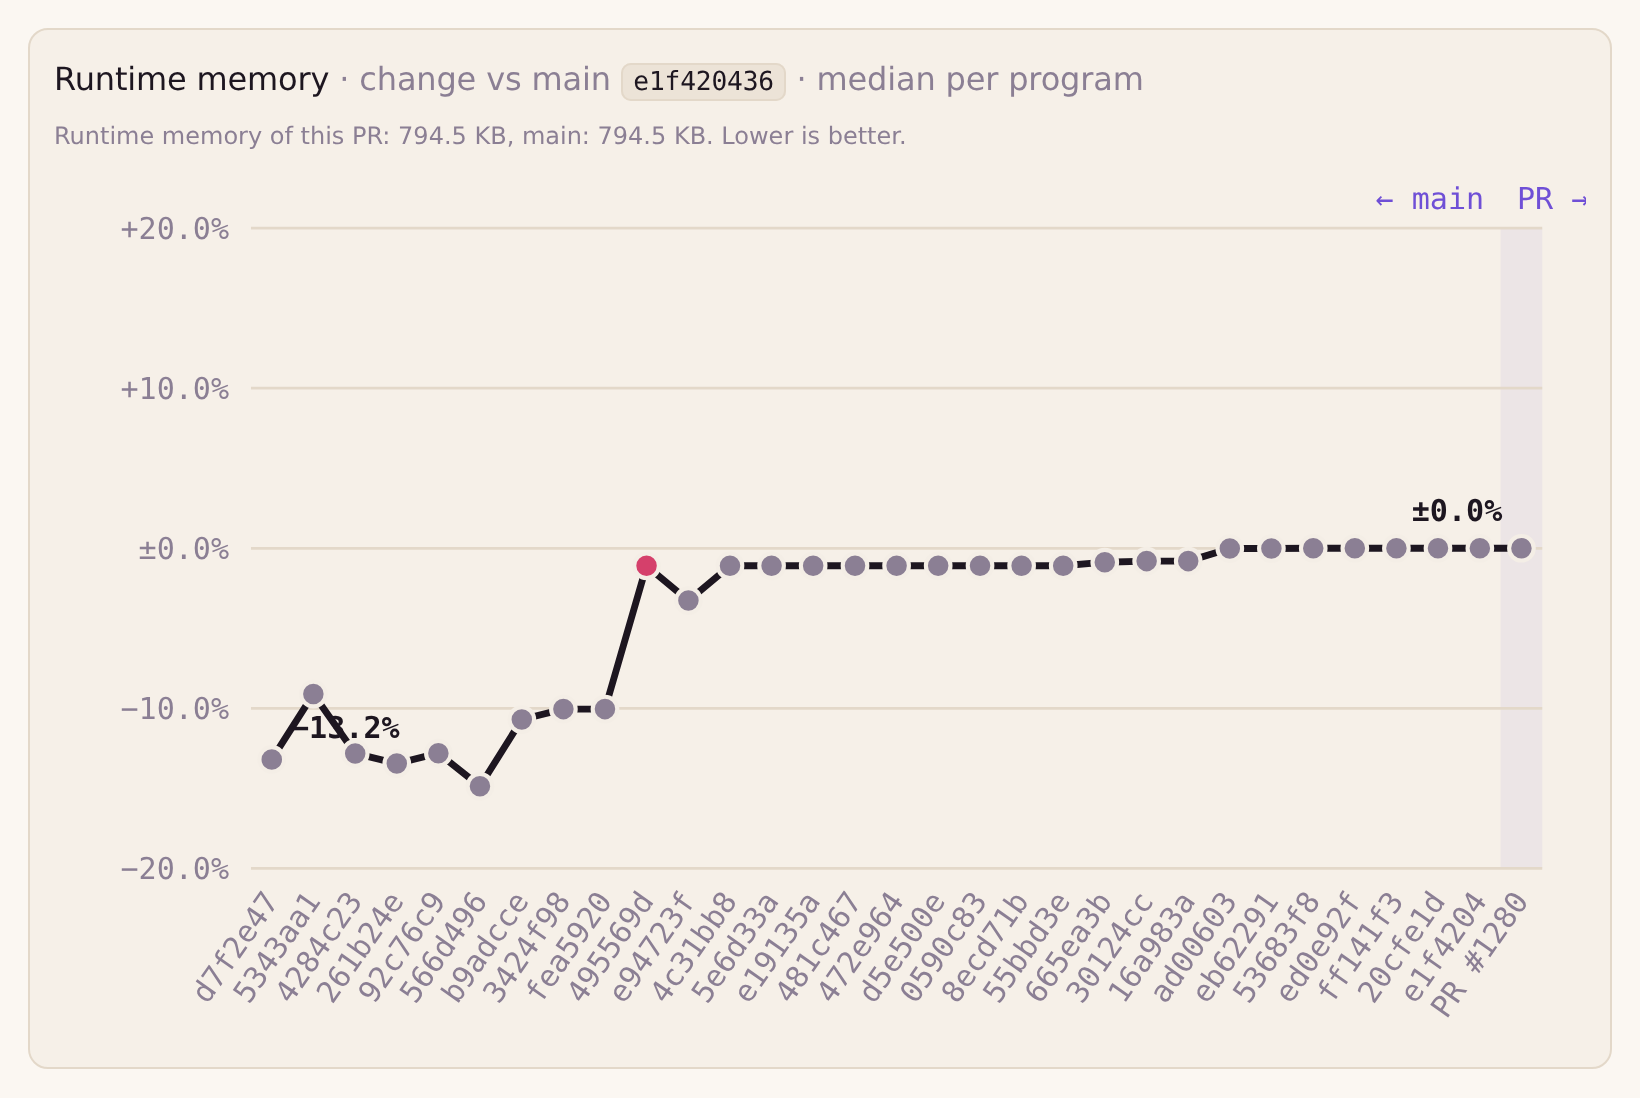 Runtime memory · change vs main e1f420436 · median per program
Runtime memory of this PR: 794.5 KB, main: 794.5 KB. Lower is better.
← main PR →
+20.0%
+10.0%
±0.0%
−10.0%
−20.0%
±0.0%
−13.2%
d7f2e47
5343aa1
4284c23
261b24e
92c76c9
566d496
b9adcce
3424f98
fea5920
495569d
e94723f
4c31bb8
5e6d33a
e19135a
481c467
472e964
d5e500e
0590c83
8ecd71b
55bbd3e
665ea3b
30124cc
16a983a
ad00603
eb62291
53683f8
ed0e92f
ff141f3
20cfe1d
e1f4204
PR #1280